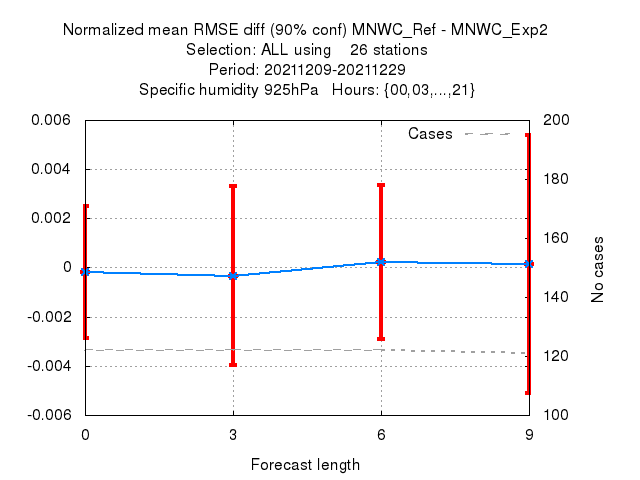 Normalized mean RMSE diff (90% conf) MNWC_Ref - MNWC_Exp2
Selection: ALL using    26 stations
Period: 20211209-20211229
Specific humidity 925hPa   Hours: {00,03,...,21}
Cases
0.006
0.004
0.002
0
-0.002
-0.004
-0.006
200
180
160
140
120
100
No cases
0 3 6 9
Forecast length